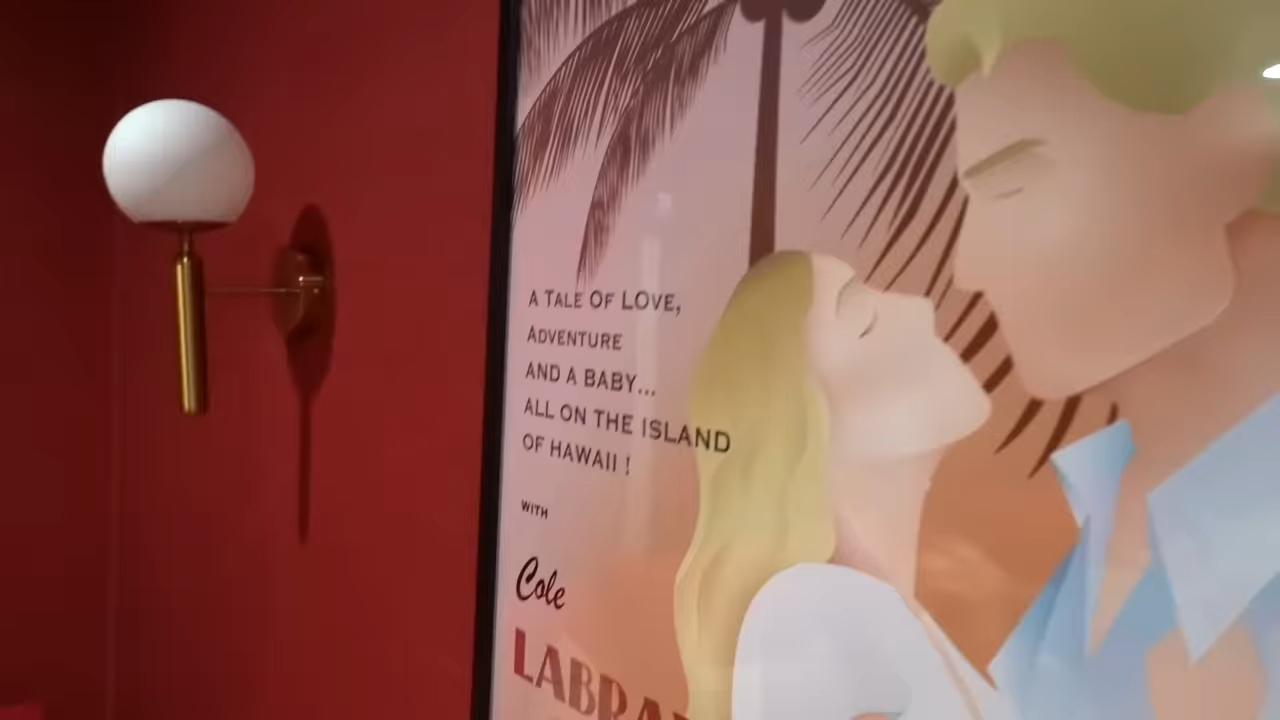 A TALE OF LOVE,
ADVENTURE
AND A BABY...
ALL ON THE ISLAND
OF HAWAII !
WITH
Cole